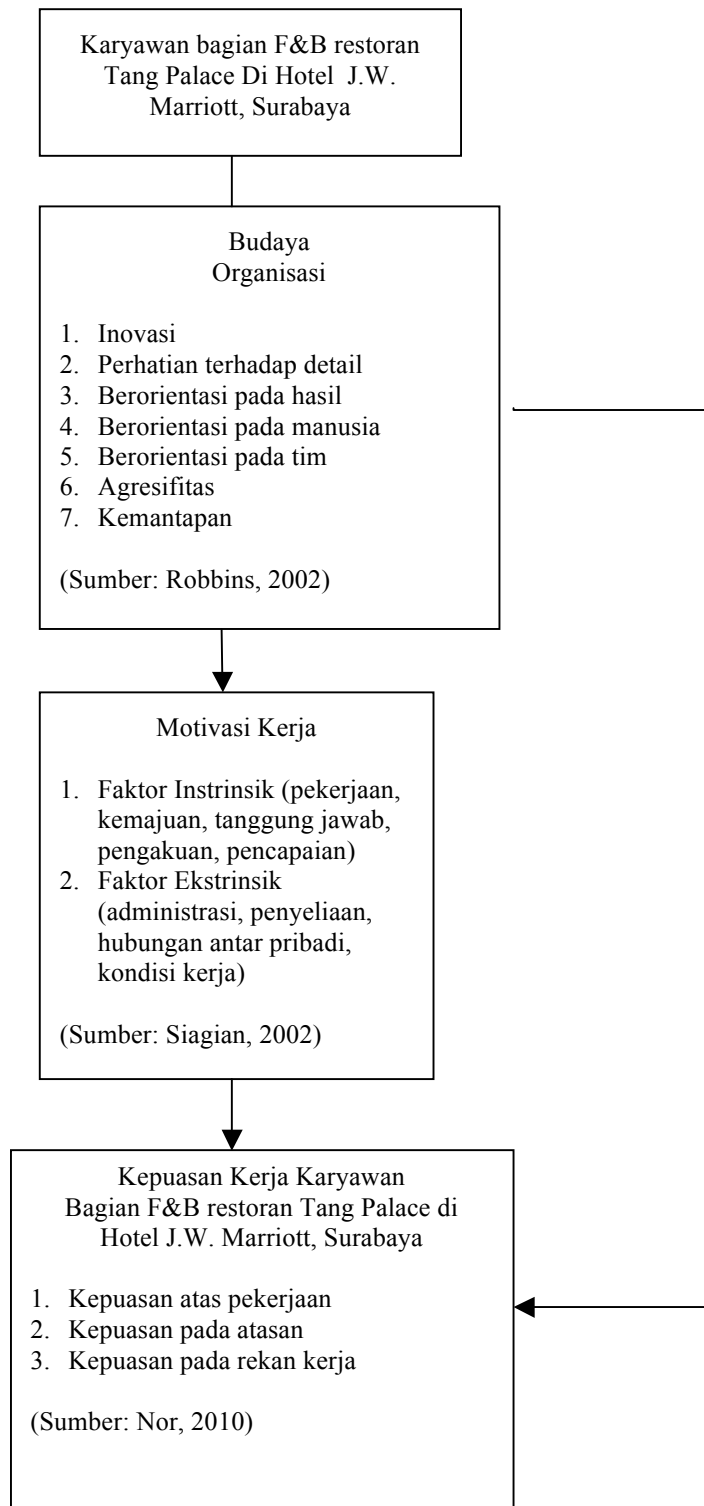 Karyawan bagian F&B restoran
Tang Palace Di Hotel J.W.
Marriott, Surabaya
Budaya
Organisasi
1. Inovasi
2. Perhatian terhadap detail
3. Berorientasi pada hasil
4. Berorientasi pada manusia
5. Berorientasi pada tim
6. Agresifitas
7. Kemantapan
(Sumber: Robbins, 2002)
Motivasi Kerja
1. Faktor Instrinsik (pekerjaan,
kemajuan, tanggung jawab,
pengakuan, pencapaian)
2. Faktor Ekstrinsik
(administrasi, penyeliaan,
hubungan antar pribadi,
kondisi kerja)
(Sumber: Siagian, 2002)
Kepuasan Kerja Karyawan
Bagian F&B restoran Tang Palace di
Hotel J.W. Marriott, Surabaya
1. Kepuasan atas pekerjaan
2. Kepuasan pada atasan
3. Kepuasan pada rekan kerja
(Sumber: Nor, 2010)